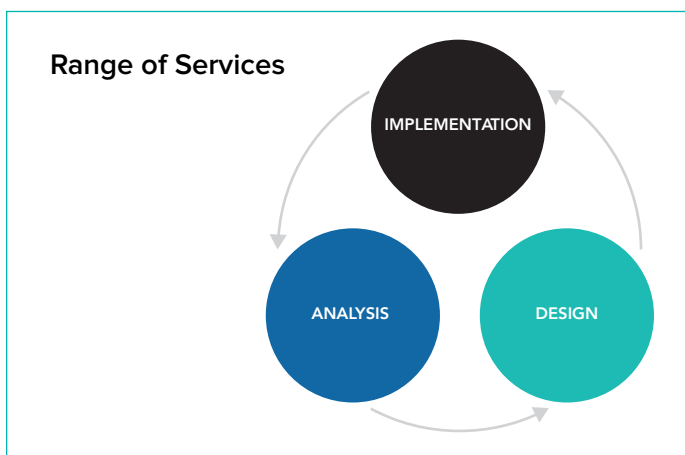 Range of Services
IMPLEMENTATION
ANALYSIS
DESIGN